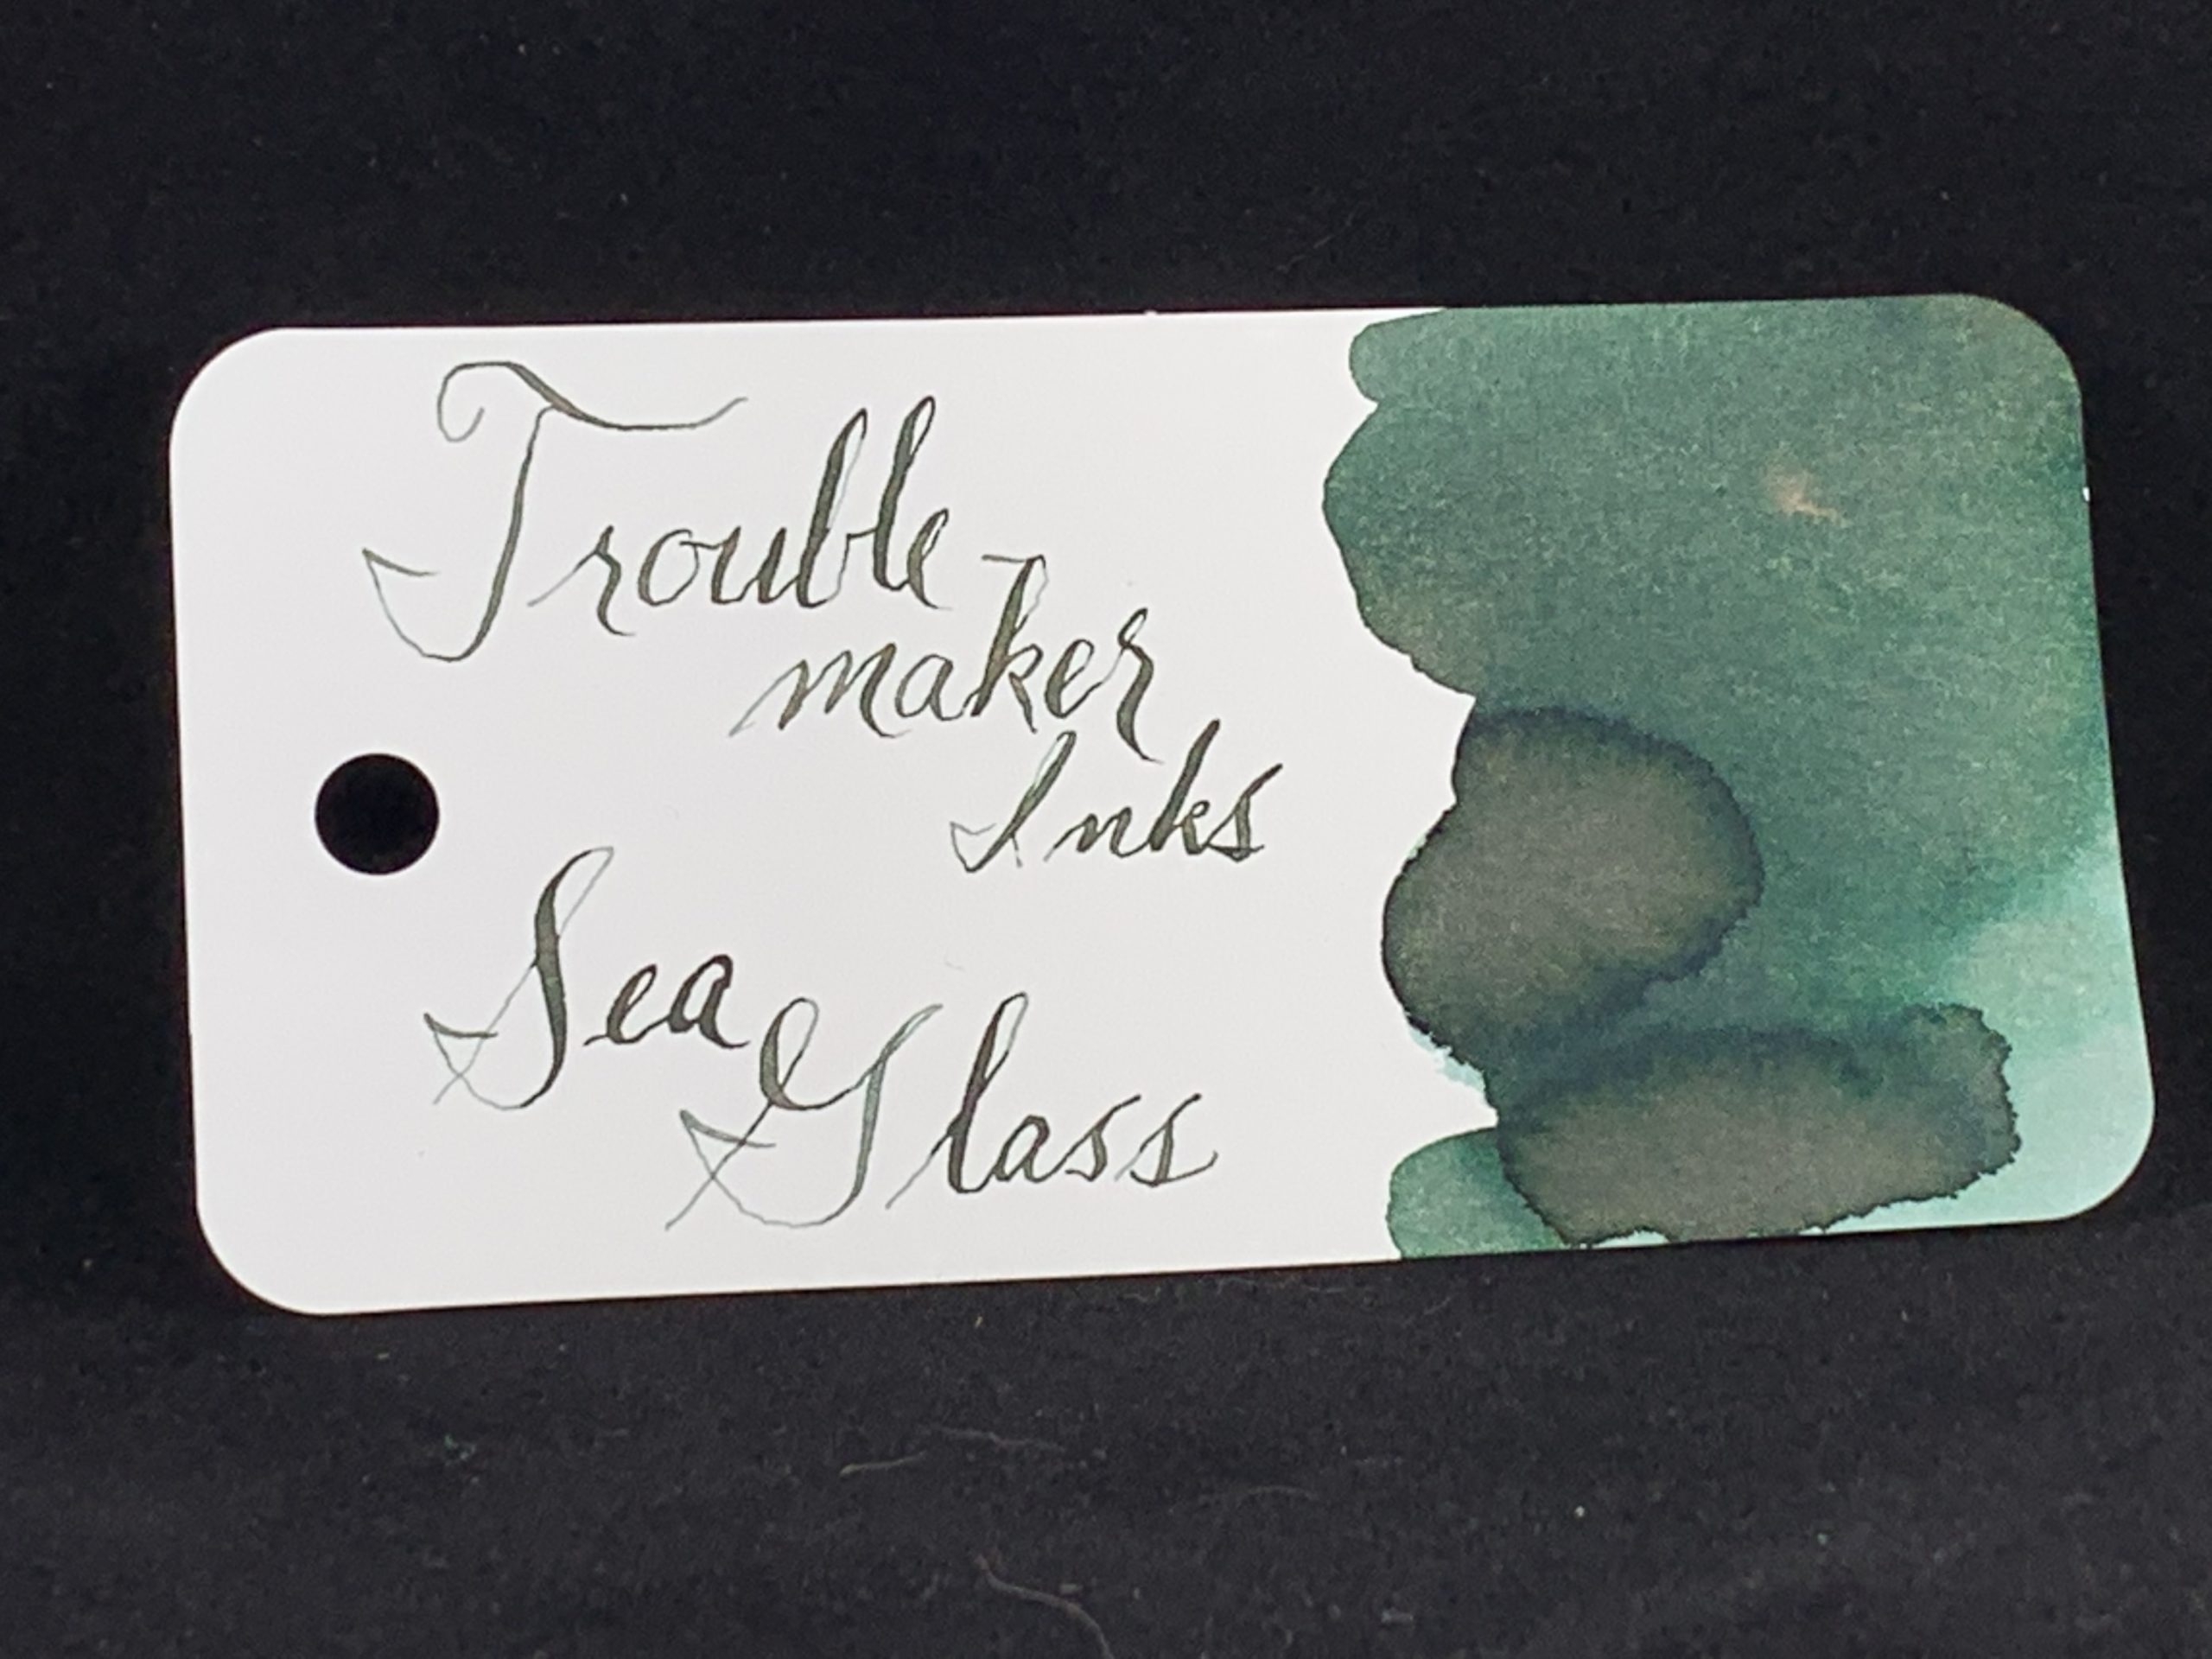 Trouble-
maker
Inks
Sea
Glass